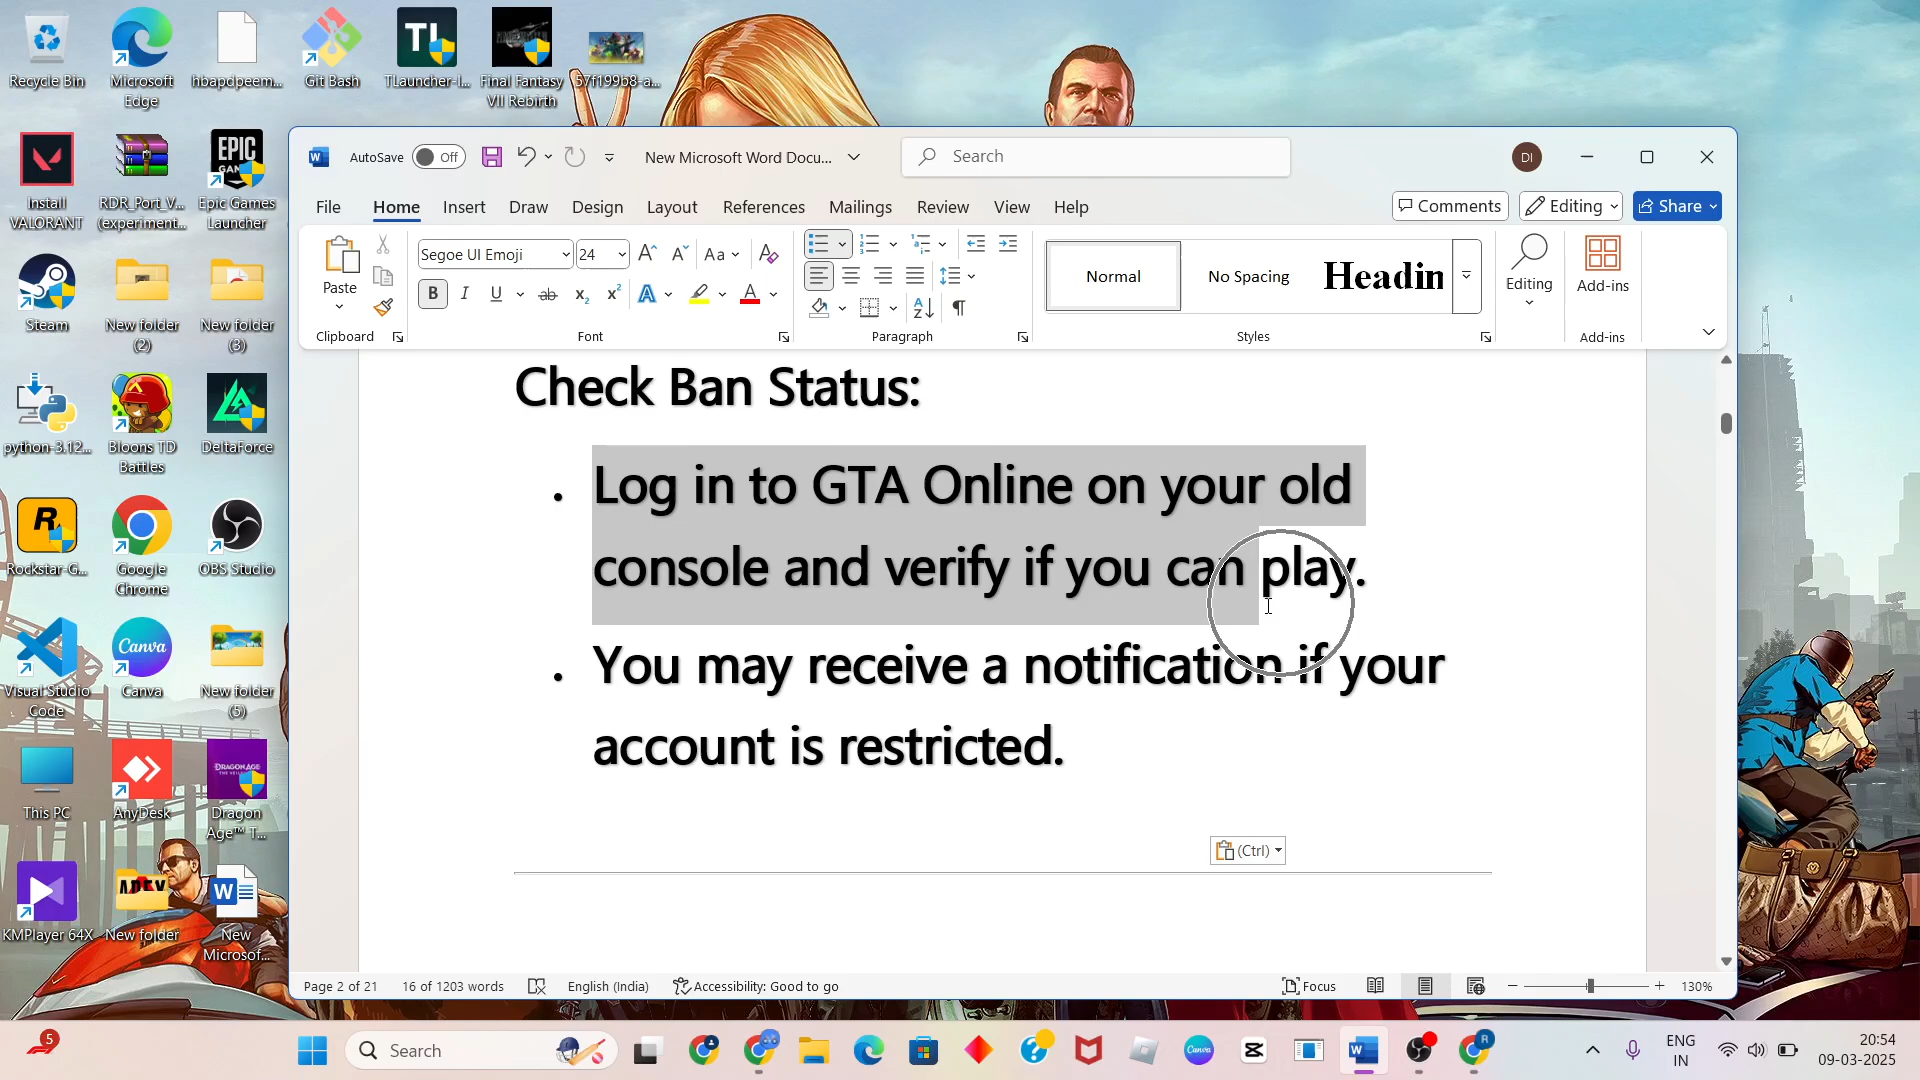 Recycle Bin
Microsoft
Edge
hbapdpeem...
Git Bash
TLauncher-I...
Final Fantasy
VII Rebirth
57f199b8-a...
Install
VALORANT
RDR_Port_V...
(experiment...
Epic Games
Launcher
Steam
New folder
(2)
New folder
(3)
python-3.12...
Bloons TD
Battles
DeltaForce
Rockstar-G...
Google
Chrome
OBS Studio
Visual Studio
Code
Canva
New folder
(5)
This PC
AnyDesk
Dragon
Age™ T...
KMPlayer 64X
New folder
New
Microsof...
AutoSave Off
New Microsoft Word Docu...
Search
DI
File Home Insert Draw Design Layout References Mailings Review View Help
Comments Editing Share
Paste
Segoe UI Emoji 24
Normal No Spacing Headin
Editing
Add-ins
Clipboard Font Paragraph Styles Add-ins
Check Ban Status:
• Log in to GTA Online on your old
console and verify if you can play.
• You may receive a notification if your
account is restricted.
(Ctrl)
Page 2 of 21 16 of 1203 words English (India) Accessibility: Good to go Focus 130%
5
Search
ENG
IN
20:54
09-03-2025